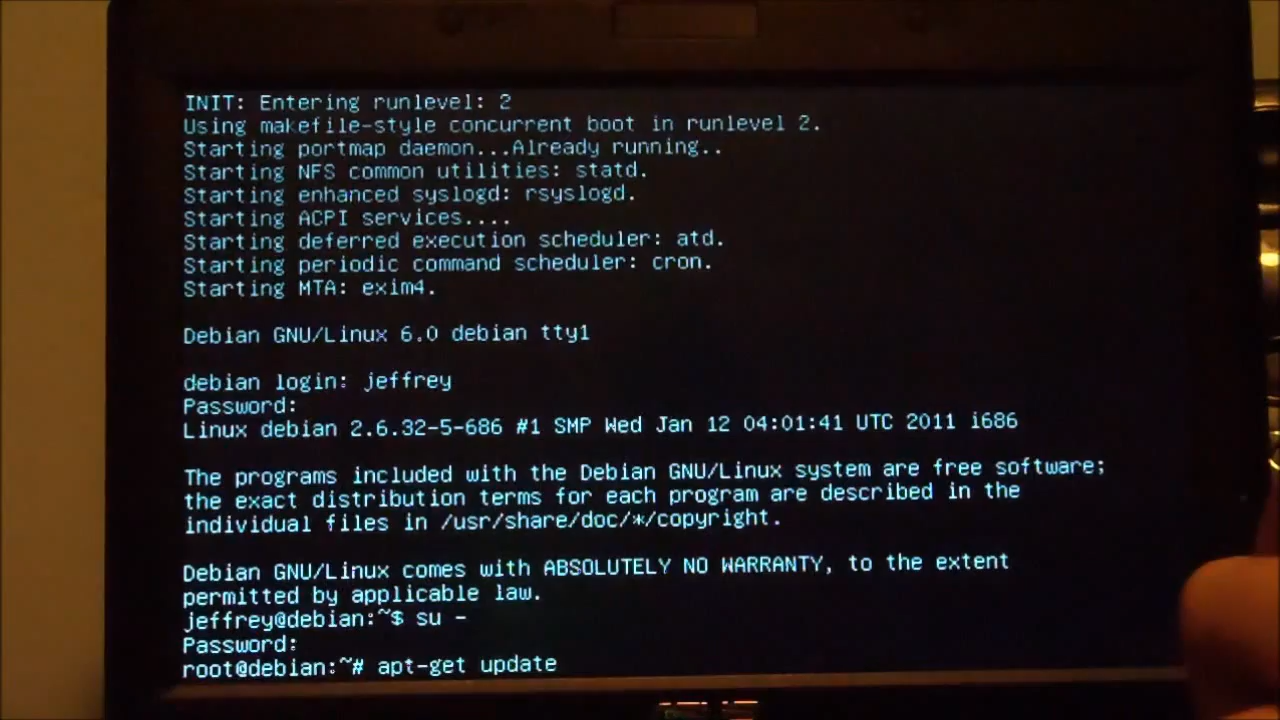 INIT: Entering runlevel: 2
Using makefile-style concurrent boot in runlevel 2.
Starting portmap daemon...Already running..
Starting NFS common utilities: statd.
Starting enhanced syslogd: rsyslogd.
Starting ACPI services....
Starting deferred execution scheduler: atd.
Starting periodic command scheduler: cron.
Starting MTA: exim4.
Debian GNU/Linux 6.0 debian tty1
debian login: jeffrey
Password:
Linux debian 2.6.32-5-686 #1 SMP Wed Jan 12 04:01:41 UTC 2011 i686
The programs included with the Debian GNU/Linux system are free software;
the exact distribution terms for each program are described in the
individual files in /usr/share/doc/*/copyright.
Debian GNU/Linux comes with ABSOLUTELY NO WARRANTY, to the extent
permitted by applicable law.
jeffrey@debian:~$ su -
Password:
root@debian:~# apt-get update